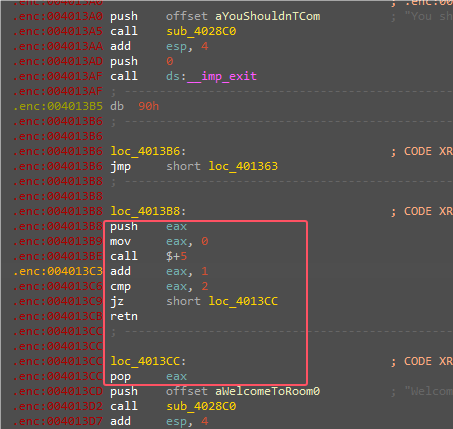 .enc:004013A0 ; .enc:0
.enc:004013A0 push offset aYouShouldnTCom ; "You sh
.enc:004013A5 call sub_4028C0
.enc:004013AA add esp, 4
.enc:004013AD push 0
.enc:004013AF call ds:__imp_exit
.enc:004013AF ; ---------------------------------------------------------------------------
.enc:004013B5 db 90h
.enc:004013B6 ; ---------------------------------------------------------------------------
.enc:004013B6
.enc:004013B6 loc_4013B6: ; CODE XR
.enc:004013B6 jmp short loc_401363
.enc:004013B8 ; ---------------------------------------------------------------------------
.enc:004013B8
.enc:004013B8 loc_4013B8: ; CODE XR
.enc:004013B8 push eax
.enc:004013B9 mov eax, 0
.enc:004013BE call $+5
.enc:004013C3 add eax, 1
.enc:004013C6 cmp eax, 2
.enc:004013C9 jz short loc_4013CC
.enc:004013CB retn
.enc:004013CC ; ---------------------------------------------------------------------------
.enc:004013CC
.enc:004013CC loc_4013CC: ; CODE XR
.enc:004013CC pop eax
.enc:004013CD push offset aWelcomeToRoom0 ; "Welcom
.enc:004013D2 call sub_4028C0
.enc:004013D7 add esp, 4